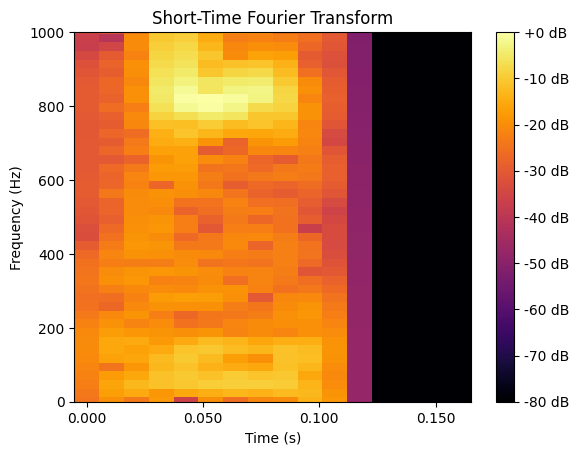 Short-Time Fourier Transform
1000
800
600
400
200
0
Frequency (Hz)
0.000
0.050
0.100
0.150
Time (s)
+0 dB
-10 dB
-20 dB
-30 dB
-40 dB
-50 dB
-60 dB
-70 dB
-80 dB